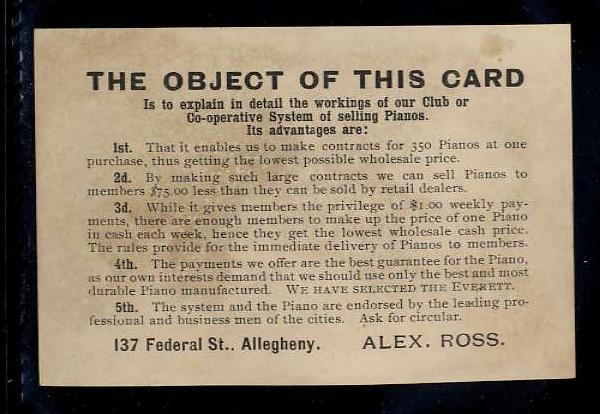 THE OBJECT OF THIS CARD
Is to explain in detail the workings of our Club or
Co-operative System of selling Pianos.
Its advantages are:
1st. That it enables us to make contracts for 350 Pianos at one
purchase, thus getting the lowest possible wholesale price.
2d. By making such large contracts we can sell Pianos to
members $75.00 less than they can be sold by retail dealers.
3d. While it gives members the privilege of $1.00 weekly pay-
ments, there are enough members to make up the price of one Piano
in cash each week, hence they get the lowest wholesale cash price.
The rules provide for the immediate delivery of Pianos to members.
4th. The payments we offer are the best guarantee for the Piano,
as our own interests demand that we should use only the best and most
durable Piano manufactured. WE HAVE SELECTED THE EVERETT.
5th. The system and the Piano are endorsed by the leading pro-
fessional and business men of the cities. Ask for circular.
137 Federal St., Allegheny. ALEX. ROSS.